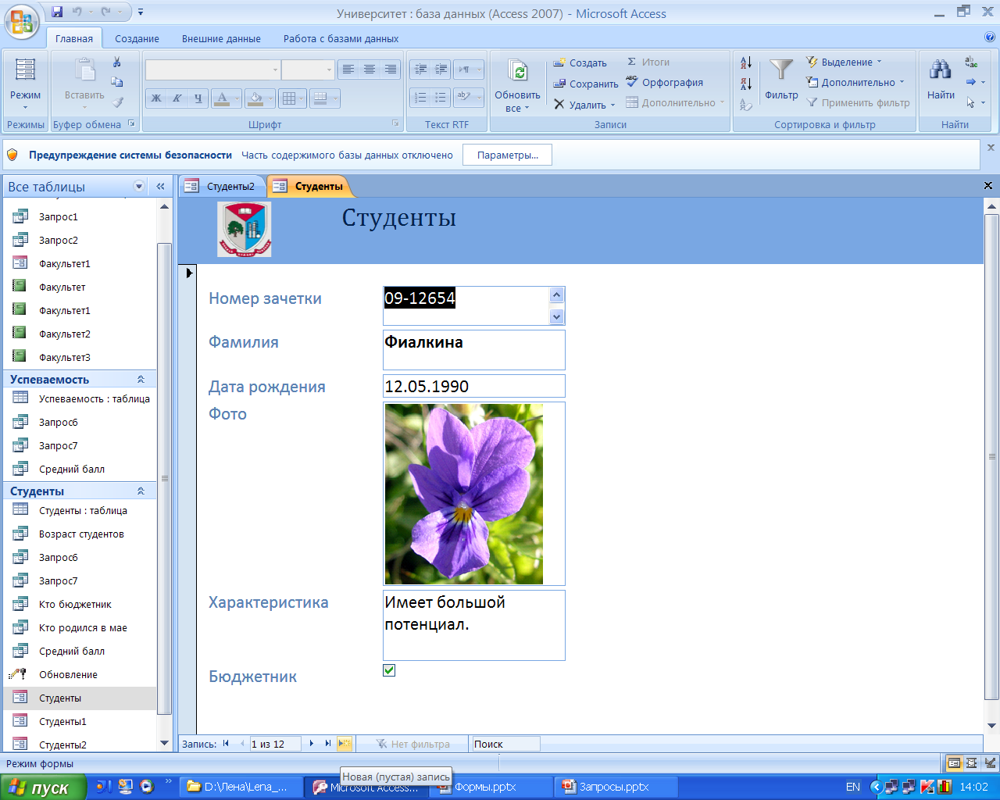 Университет : база данных (Access 2007) - Microsoft Access
Главная Создание Внешние данные Работа с базами данных
Режим
Режимы
Вставить
Буфер обмена
Ж К Ч
Шрифт
Текст RTF
Обновить все
Создать
Сохранить
Удалить
Итоги
Орфография
Дополнительно
Записи
Фильтр
Выделение
Дополнительно
Применить фильтр
Сортировка и фильтр
Найти
Найти
Предупреждение системы безопасности Часть содержимого базы данных отключено Параметры...
Все таблицы
Запрос1
Запрос2
Факультет1
Факультет
Факультет1
Факультет2
Факультет3
Успеваемость
Успеваемость : таблица
Запрос6
Запрос7
Средний балл
Студенты
Студенты : таблица
Возраст студентов
Запрос6
Запрос7
Кто бюджетник
Кто родился в мае
Средний балл
Обновление
Студенты
Студенты1
Студенты2
Студенты2 Студенты
Студенты
Номер зачетки 09-12654
Фамилия Фиалкина
Дата рождения 12.05.1990
Фото
Характеристика Имеет большой
потенциал.
Бюджетник
Запись: 1 из 12 Нет фильтра Поиск
Режим формы
Новая (пустая) запись
пуск D:\Лена\Lena_... Microsoft Access... Формы.pptx Запросы.pptx EN 14:02